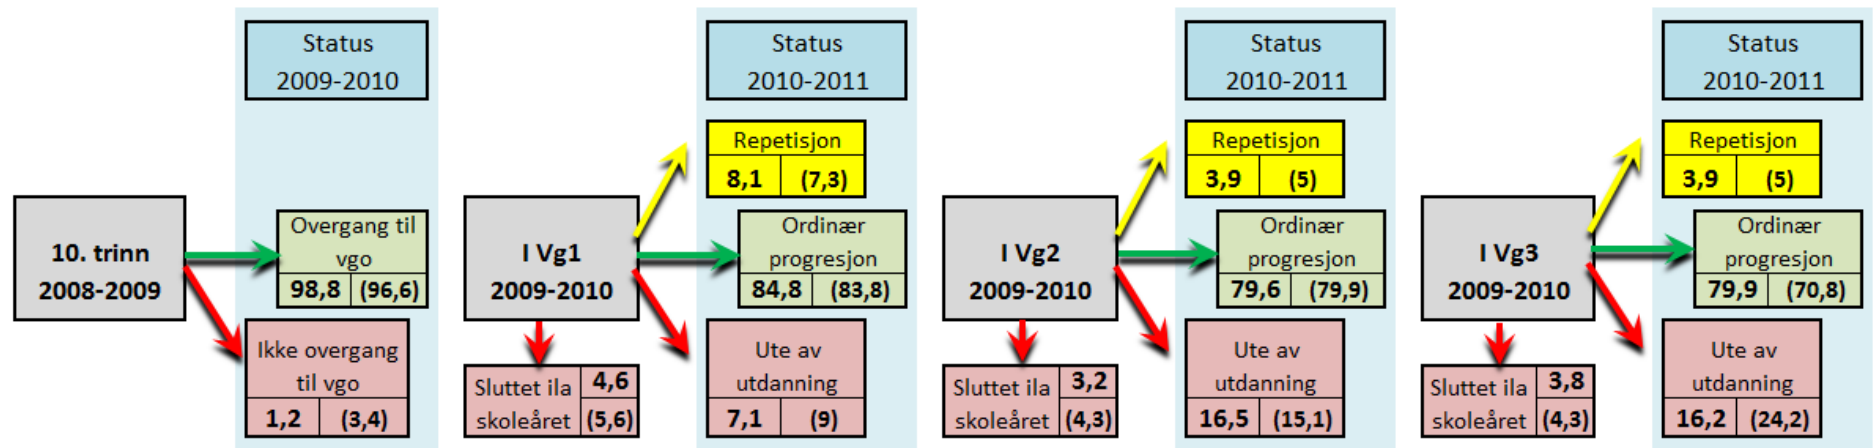 Status
2009-2010
10. trinn
2008-2009
Overgang til
vgo
98,8 (96,6)
Ikke overgang
til vgo
1,2 (3,4)
Status
2010-2011
I Vg1
2009-2010
Repetisjon
8,1 (7,3)
Ordinær
progresjon
84,8 (83,8)
Sluttet ila 4,6
skoleåret (5,6)
Ute av
utdanning
7,1 (9)
Status
2010-2011
I Vg2
2009-2010
Repetisjon
3,9 (5)
Ordinær
progresjon
79,6 (79,9)
Sluttet ila 3,2
skoleåret (4,3)
Ute av
utdanning
16,5 (15,1)
Status
2010-2011
I Vg3
2009-2010
Repetisjon
3,9 (5)
Ordinær
progresjon
79,9 (70,8)
Sluttet ila 3,8
skoleåret (4,3)
Ute av
utdanning
16,2 (24,2)